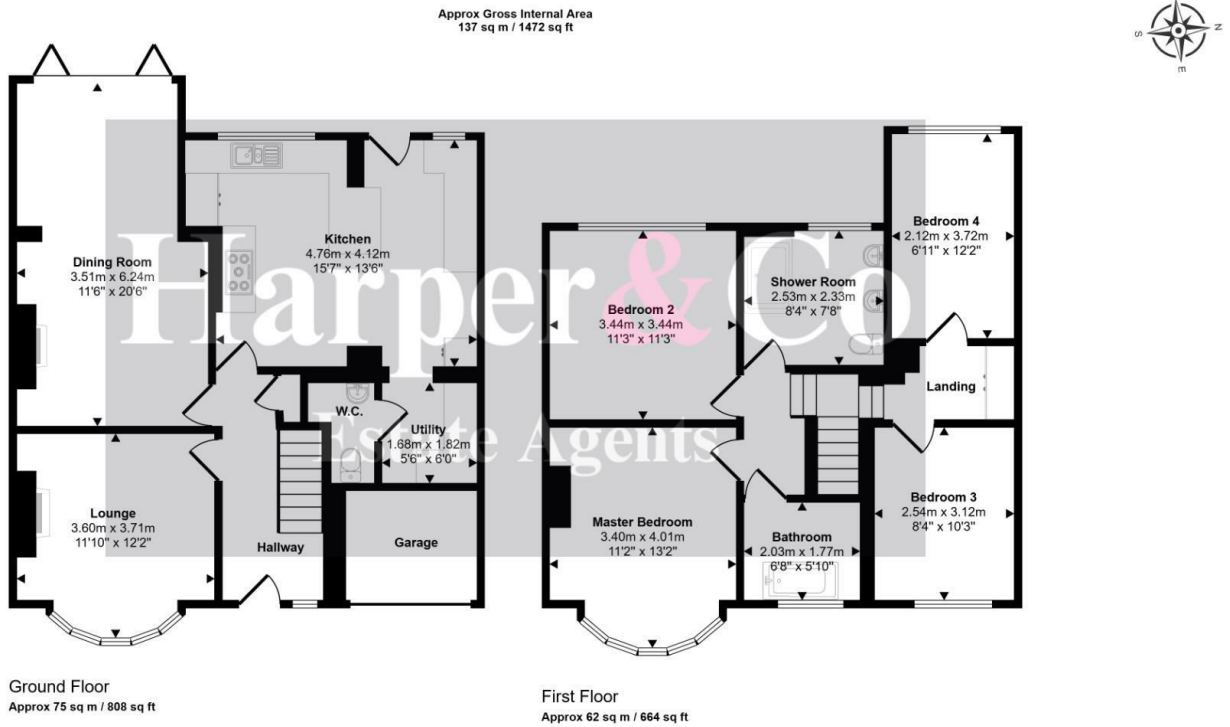 Approx Gross Internal Area
137 sq m / 1472 sq ft
S
N
E
Harper&Co
Estate Agents
Dining Room
3.51m x 6.24m
11'6" x 20'6"
Kitchen
4.76m x 4.12m
15'7" x 13'6"
W.C.
Utility
1.68m x 1.82m
5'6" x 6'0"
Lounge
3.60m x 3.71m
11'10" x 12'2"
Hallway
Garage
Bedroom 2
3.44m x 3.44m
11'3" x 11'3"
Shower Room
2.53m x 2.33m
8'4" x 7'8"
Bedroom 4
2.12m x 3.72m
6'11" x 12'2"
Landing
Master Bedroom
3.40m x 4.01m
11'2" x 13'2"
Bathroom
2.03m x 1.77m
6'8" x 5'10"
Bedroom 3
2.54m x 3.12m
8'4" x 10'3"
Ground Floor
Approx 75 sq m / 808 sq ft
First Floor
Approx 62 sq m / 664 sq ft